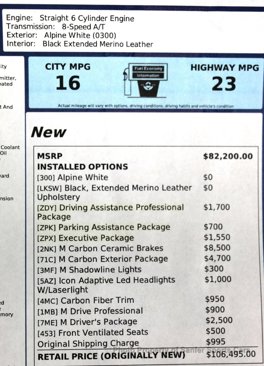 Engine: Straight 6 Cylinder Engine
Transmission: 8-Speed A/T
Exterior: Alpine White (0300)
Interior: Black Extended Merino Leather
CITY MPG
16
Fuel Economy
Information
HIGHWAY MPG
23
Actual mileage will vary with options, driving conditions, driving habits and vehicle's condition
Coolant
Oil
New
MSRP $82,200.00
INSTALLED OPTIONS
[300] Alpine White $0
[LKSW] Black, Extended Merino Leather $0
Upholstery
[ZDY] Driving Assistance Professional $1,700
Package
[ZPK] Parking Assistance Package $700
[ZPX] Executive Package $1,550
[2NK] M Carbon Ceramic Brakes $8,500
[71C] M Carbon Exterior Package $4,700
[3MF] M Shadowline Lights $300
[5AZ] Icon Adaptive Led Headlights $1,000
W/Laserlight
[4MC] Carbon Fiber Trim $950
[1MB] M Drive Professional $900
[7ME] M Driver's Package $2,500
[453] Front Ventilated Seats $500
Original Shipping Charge $995
RETAIL PRICE (ORIGINALLY NEW) $106,495.00